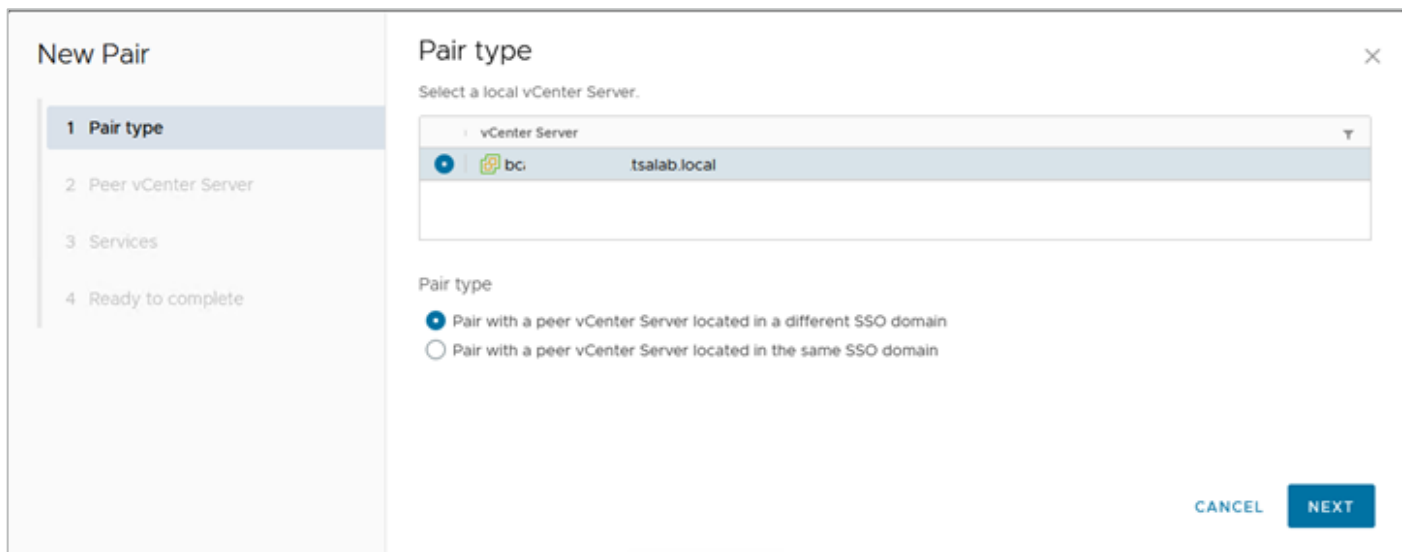 New Pair
1 Pair type
2 Peer vCenter Server
3 Services
4 Ready to complete
Pair type
Select a local vCenter Server.
vCenter Server
tsalab.local
Pair type
Pair with a peer vCenter Server located in a different SSO domain
Pair with a peer vCenter Server located in the same SSO domain
CANCEL
NEXT